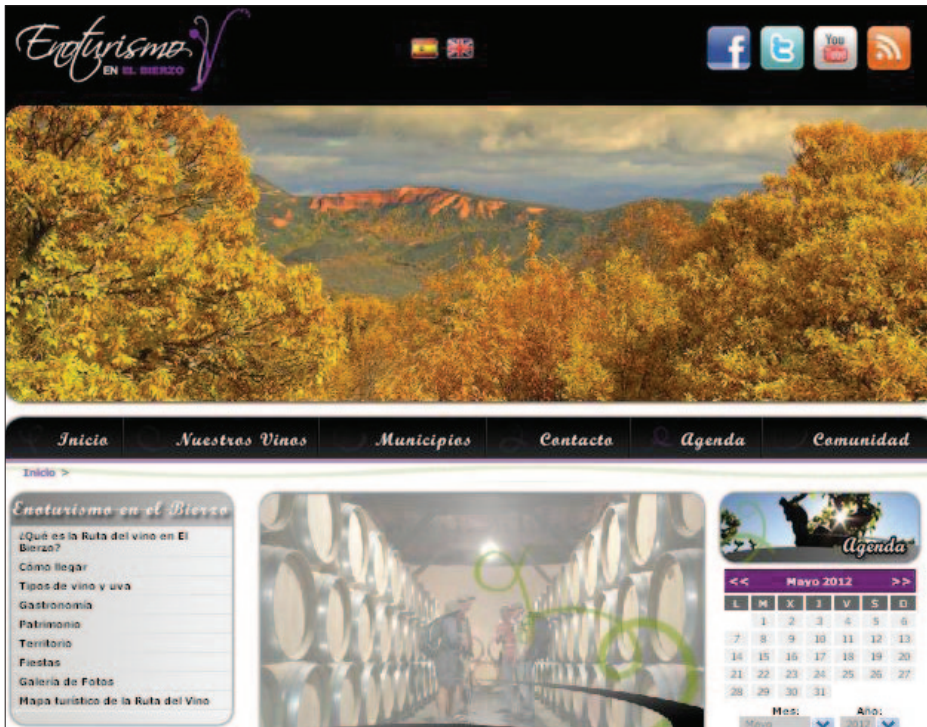 Enoturismo
EN EL BIERZO
You
Tube
Inicio Nuestros Vinos Municipios Contacto Agenda Comunidad
Inicio >
Enoturismo en el Bierzo
¿Qué es la Ruta del vino en El
Bierzo?
Cómo llegar
Tipos de vino y uva
Gastronomía
Patrimonio
Territorio
Fiestas
Galería de Fotos
Mapa turístico de la Ruta del Vino
Agenda
<< Mayo 2012 >>
L M X J V S D
1 2 3 4 5 6
7 8 9 10 11 12 13
14 15 16 17 18 19 20
21 22 23 24 25 26 27
28 29 30 31
Mes: Año:
Mayo 2012